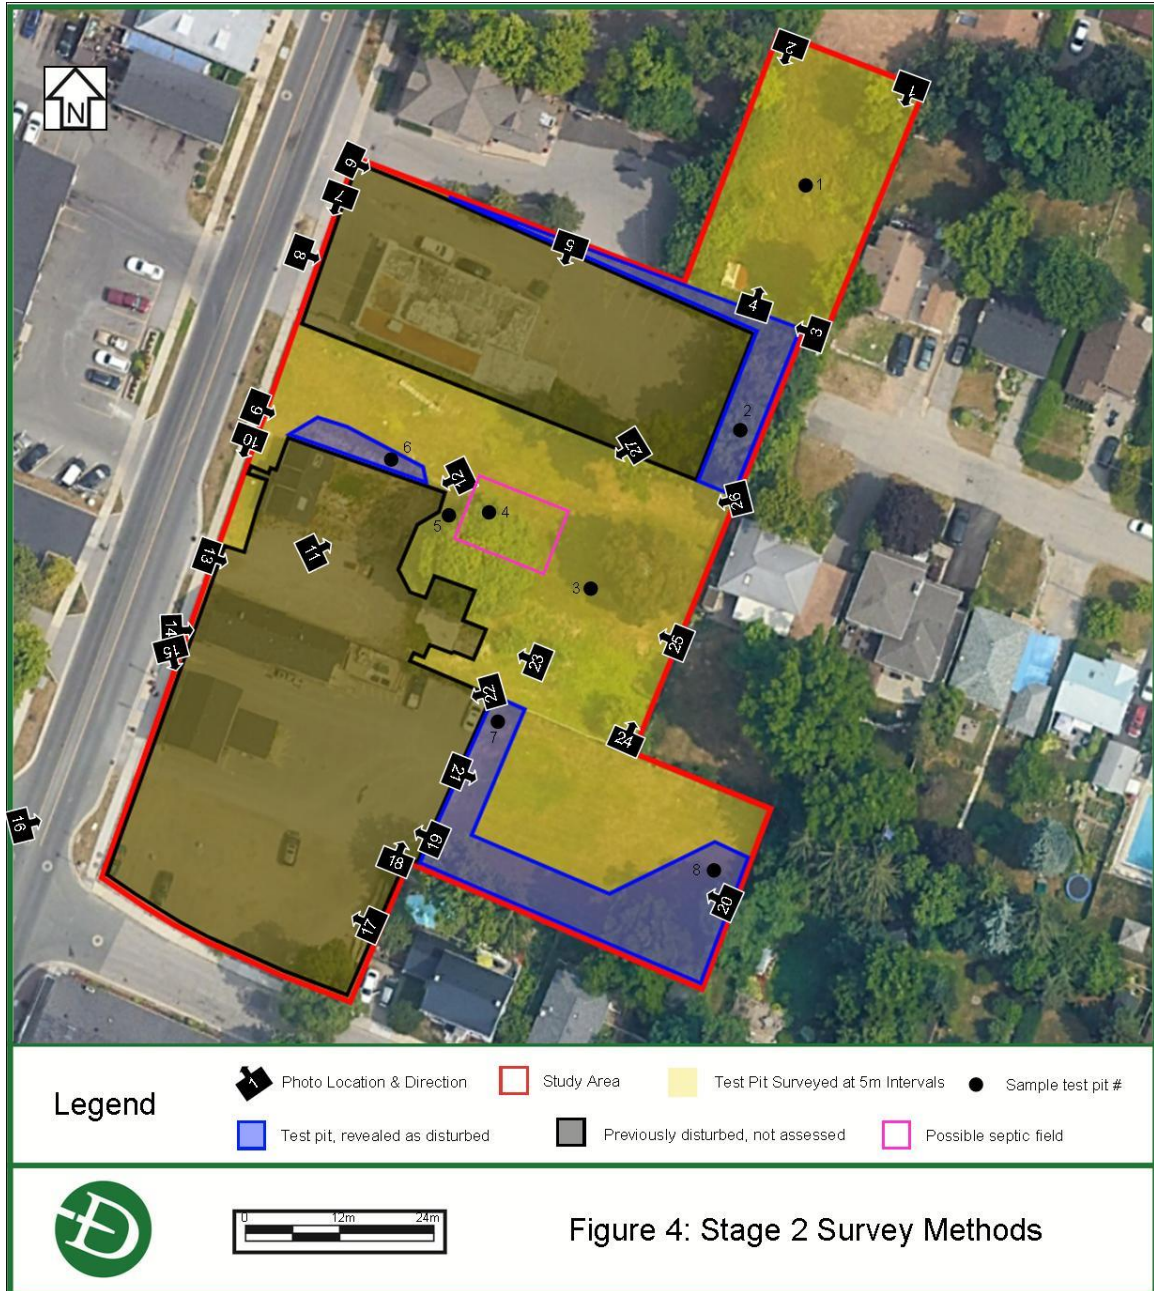 N
2
1
6
7
5
1
8
4
3
9
2
10
6
27
12
26
5
4
11
13
3
14
15
23
25
22
7
24
21
16
19
18
8
20
17
Legend
1 Photo Location & Direction
Study Area
Test Pit Surveyed at 5m Intervals
Sample test pit #
Test pit, revealed as disturbed
Previously disturbed, not assessed
Possible septic field
D
0 12m 24m
Figure 4: Stage 2 Survey Methods